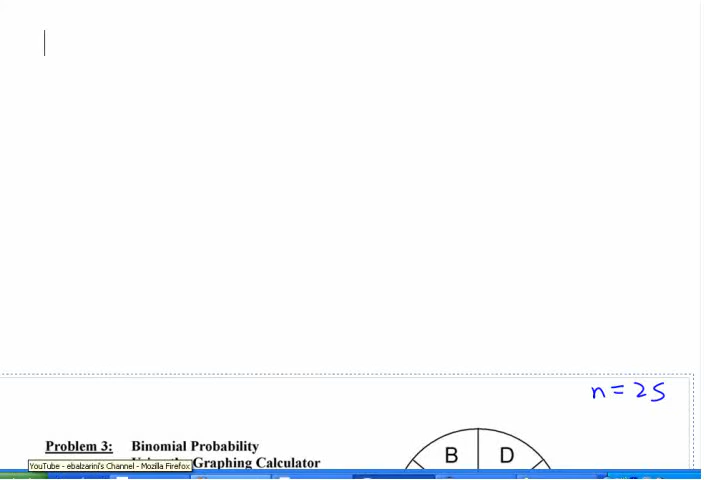 n = 25
Problem 3: Binomial Probability
Graphing Calculator
B D
YouTube - ebalzarini's Channel - Mozilla Firefox